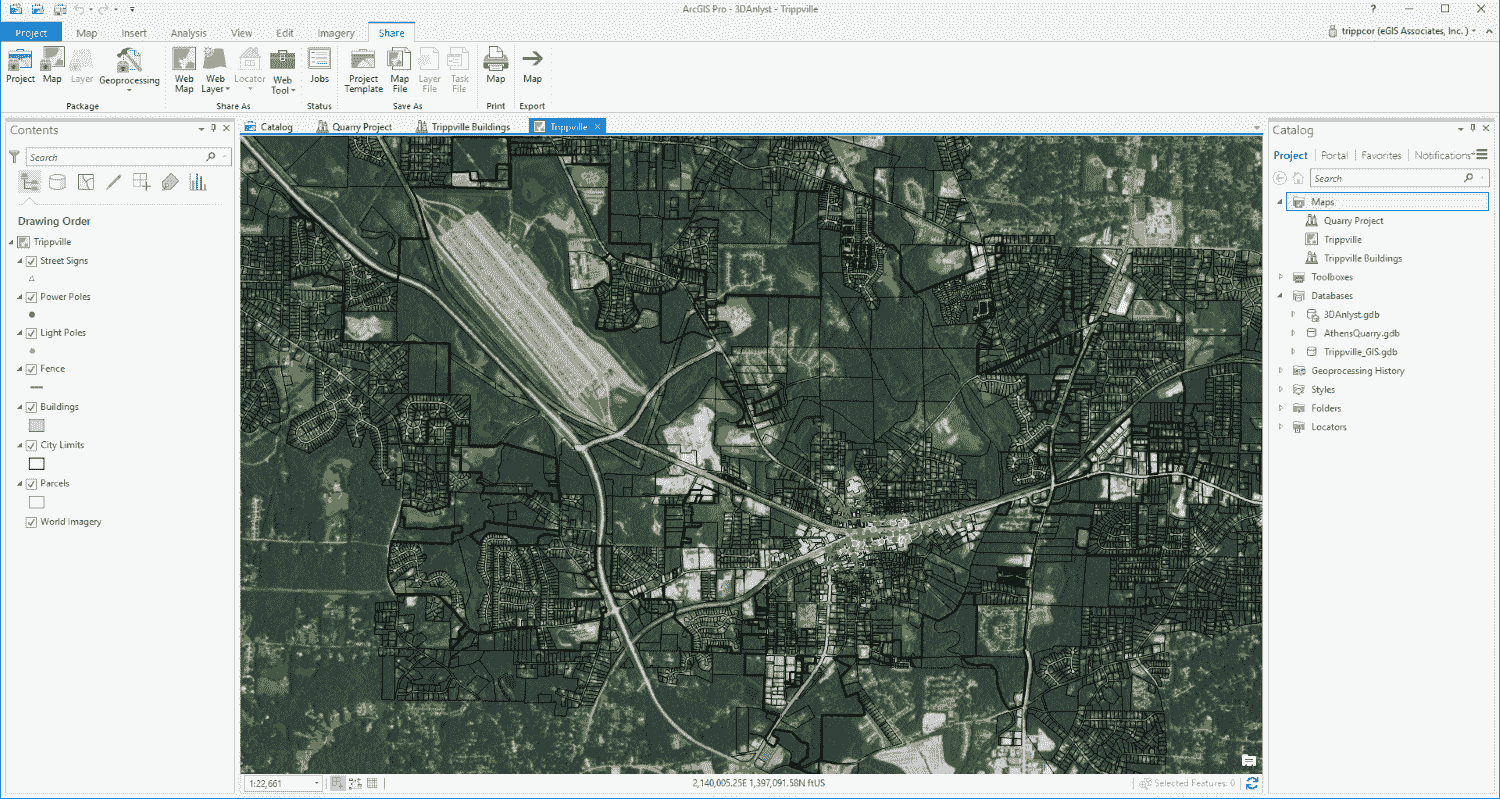 ArcGIS Pro - 3DAnlyst - Trippville
?
Project Map Insert Analysis View Edit Imagery Share
trippcor (eGIS Associates, Inc.)
Project Map Layer Geoprocessing
Package
Web Map Web Layer Locator Web Tool
Share As
Jobs
Status
Project Template Map File Layer File Task File
Save As
Map
Print
Map
Export
Contents
Search
Drawing Order
Trippville
Street Signs
Power Poles
Light Poles
Fence
Buildings
City Limits
Parcels
World Imagery
Catalog Quarry Project Trippville Buildings Trippville
1:22,661
2,140,005.25E 1,397,091.58N ftUS
Selected Features: 0
Catalog
Project Portal Favorites Notifications
Search
Maps
Quarry Project
Trippville
Trippville Buildings
Toolboxes
Databases
3DAnlyst.gdb
AthensQuarry.gdb
Trippville_GIS.gdb
Geoprocessing History
Styles
Folders
Locators